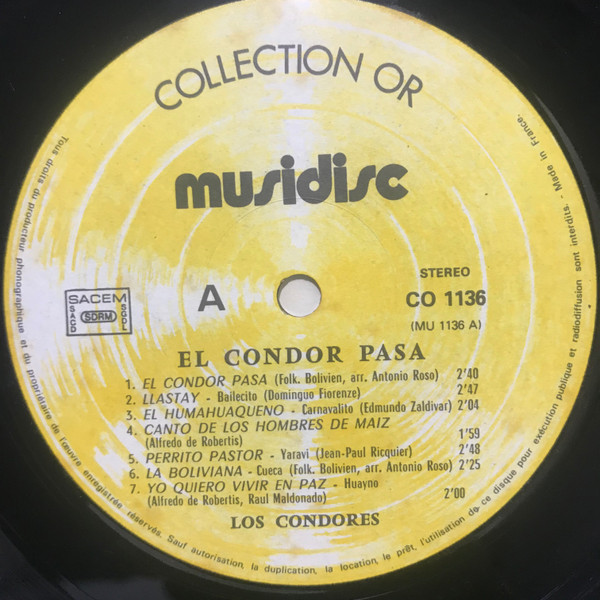 COLLECTION OR
musidisc
STEREO
A
CO 1136
(MU 1136 A)
SACEM
SACD
SDRM
SGDL
EL CONDOR PASA
1. EL CONDOR PASA (Folk. Bolivien, arr. Antonio Roso) 2'40
2. LLASTAY - Bailecito (Dominguo Fiorenze) 2'47
3. EL HUMAHUAQUENO - Carnavalito (Edmundo Zaldivar) 2'04
4. CANTO DE LOS HOMBRES DE MAIZ
(Alfredo de Robertis) 1'59
5. PERRITO PASTOR - Yaravi (Jean-Paul Ricquier) 2'48
6. LA BOLIVIANA - Cueca (Folk. Bolivien, arr. Antonio Roso) 2'25
7. YO QUIERO VIVIR EN PAZ - Huayno
(Alfredo de Robertis, Raul Maldonado) 2'00
LOS CONDORES
Tous droits du producteur phonographique et du propriétaire de l'œuvre enregistrée réservés. Sauf autorisation, la duplication, la location, le prêt, l'utilisation de ce disque pour exécution publique et radiodiffusion sont interdits. - Made in France.